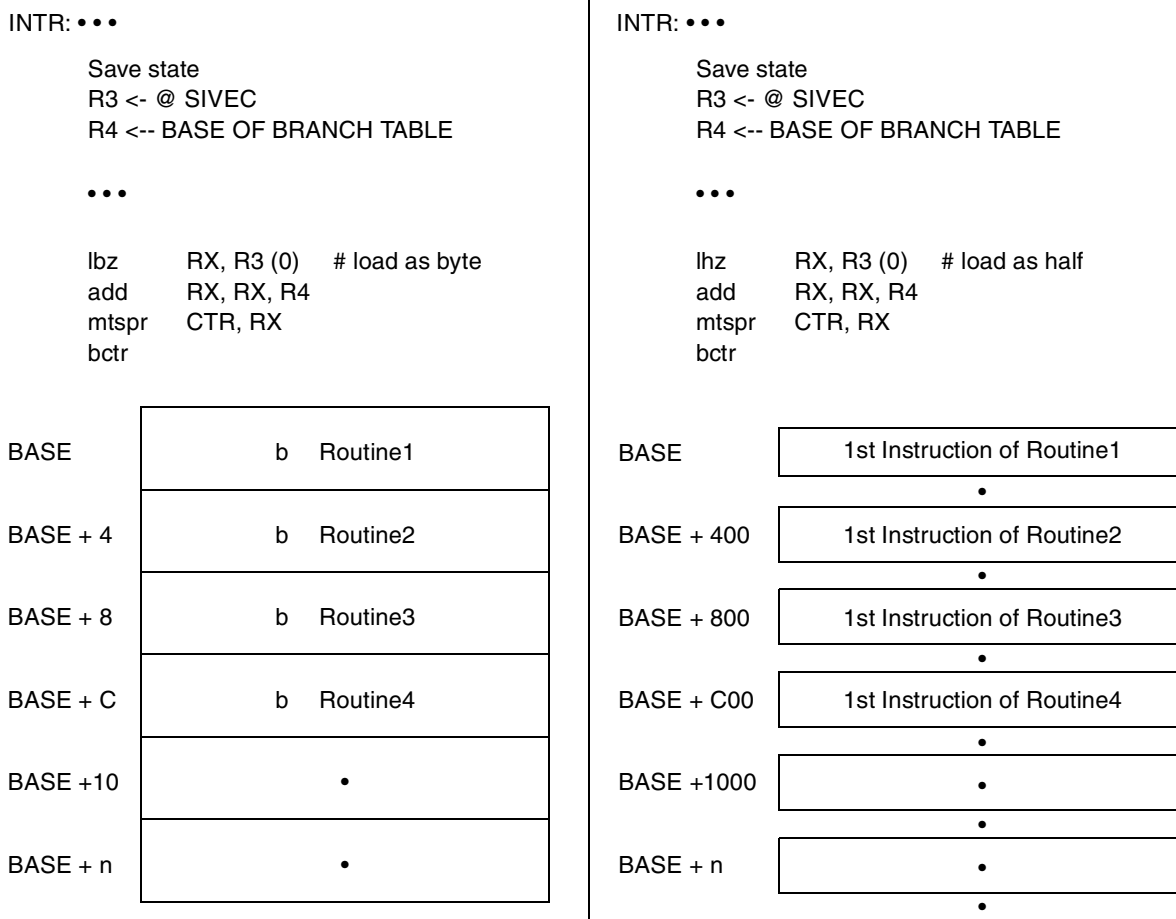 INTR: • • •
Save state
R3 <- @ SIVEC
R4 <-- BASE OF BRANCH TABLE
• • •
lbz RX, R3 (0) # load as byte
add RX, RX, R4
mtspr CTR, RX
bctr
BASE b Routine1
BASE + 4 b Routine2
BASE + 8 b Routine3
BASE + C b Routine4
BASE +10 •
BASE + n •
INTR: • • •
Save state
R3 <- @ SIVEC
R4 <-- BASE OF BRANCH TABLE
• • •
lhz RX, R3 (0) # load as half
add RX, RX, R4
mtspr CTR, RX
bctr
BASE 1st Instruction of Routine1
•
BASE + 400 1st Instruction of Routine2
•
BASE + 800 1st Instruction of Routine3
•
BASE + C00 1st Instruction of Routine4
•
BASE +1000 •
•
BASE + n •
•